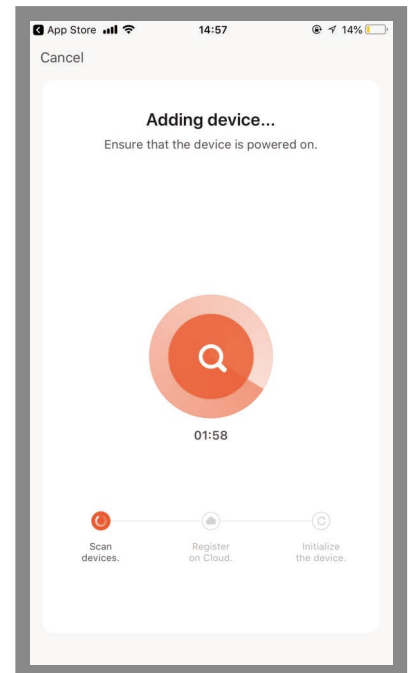 App Store 14:57 14%
Cancel
Adding device...
Ensure that the device is powered on.
01:58
Scan Register Initialize
devices. on Cloud. the device.